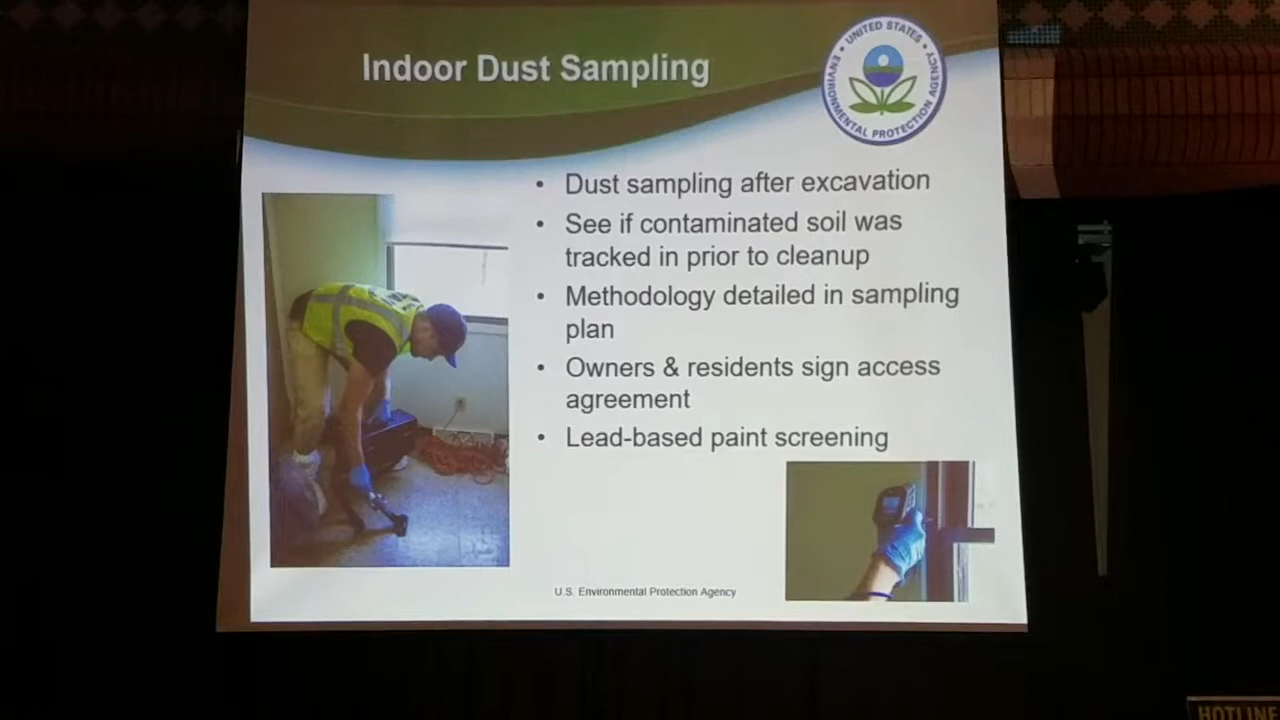 Indoor Dust Sampling
UNITED STATES
ENVIRONMENTAL PROTECTION AGENCY
• Dust sampling after excavation
• See if contaminated soil was
tracked in prior to cleanup
• Methodology detailed in sampling
plan
• Owners & residents sign access
agreement
• Lead-based paint screening
U.S. Environmental Protection Agency
HOTLINE